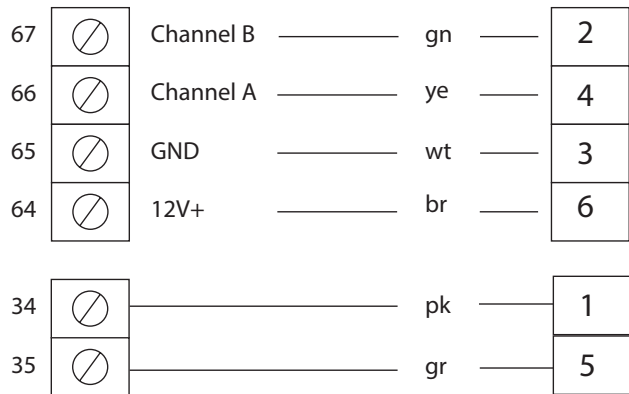 67 Channel B gn 2
66 Channel A ye 4
65 GND wt 3
64 12V+ br 6
34 pk 1
35 gr 5